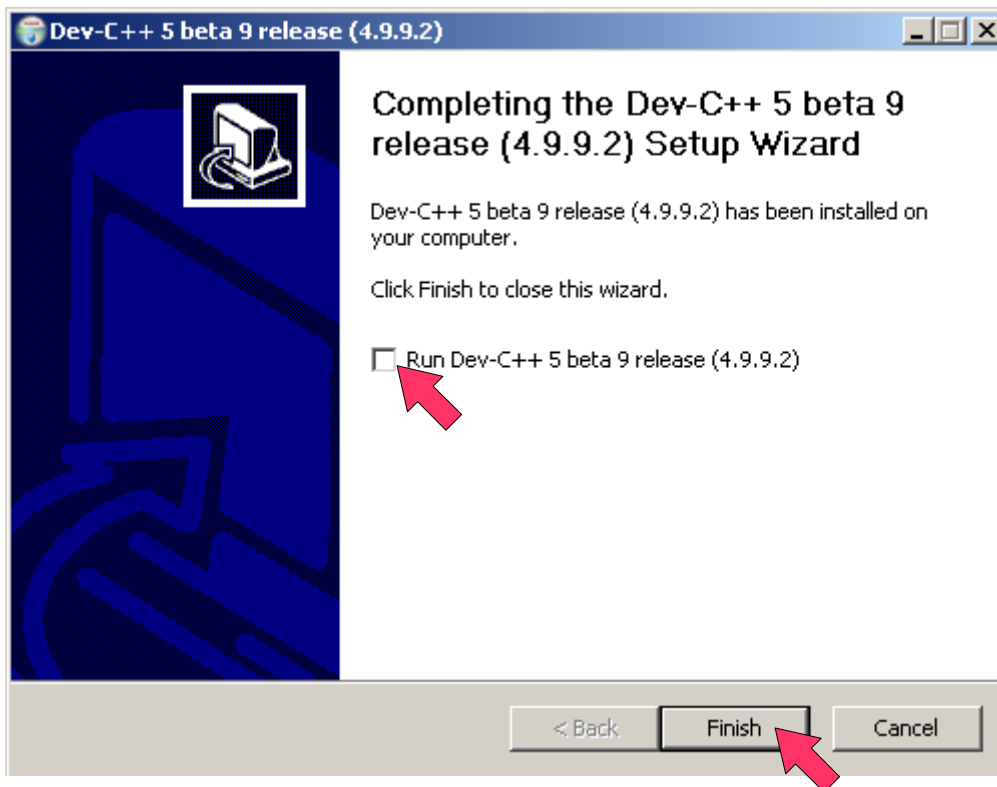 Dev-C++ 5 beta 9 release (4.9.9.2)
Completing the Dev-C++ 5 beta 9
release (4.9.9.2) Setup Wizard
Dev-C++ 5 beta 9 release (4.9.9.2) has been installed on
your computer.
Click Finish to close this wizard.
Run Dev-C++ 5 beta 9 release (4.9.9.2)
< Back Finish Cancel